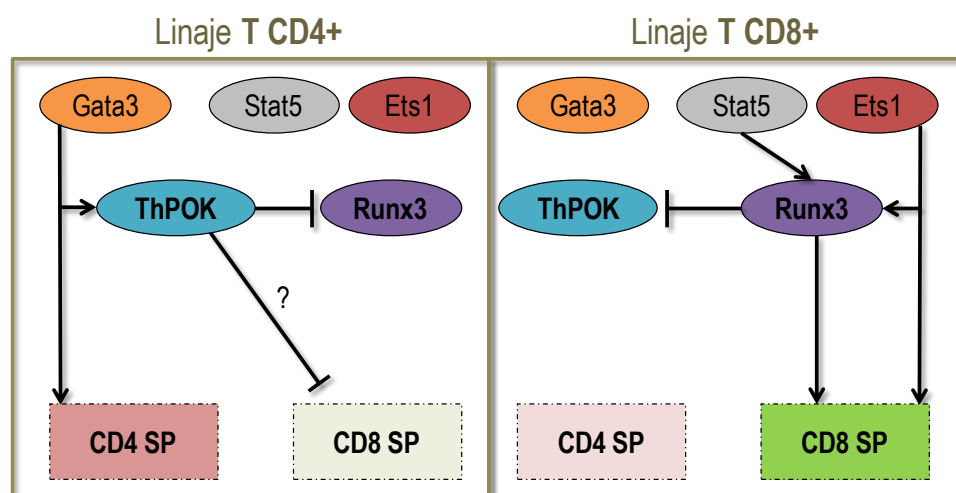 Linaje T CD4+
Linaje T CD8+
Gata3
Stat5
Ets1
ThPOK
Runx3
?
CD4 SP
CD8 SP
Gata3
Stat5
Ets1
ThPOK
Runx3
CD4 SP
CD8 SP